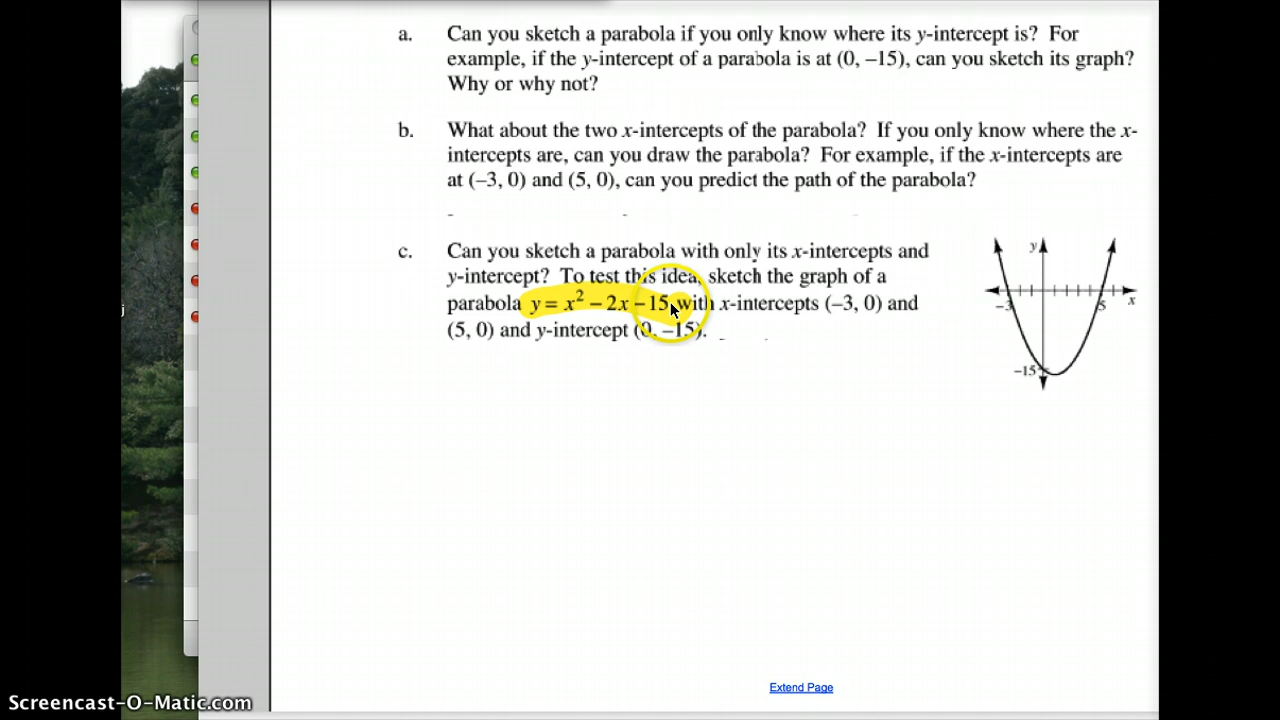 a. Can you sketch a parabola if you only know where its y-intercept is? For
example, if the y-intercept of a parabola is at (0, –15), can you sketch its graph?
Why or why not?
b. What about the two x-intercepts of the parabola? If you only know where the x-
intercepts are, can you draw the parabola? For example, if the x-intercepts are
at (–3, 0) and (5, 0), can you predict the path of the parabola?
c. Can you sketch a parabola with only its x-intercepts and
y-intercept? To test this idea, sketch the graph of a
parabola y = x² – 2x – 15 with x-intercepts (–3, 0) and
(5, 0) and y-intercept (0, –15).
y
–3
5
x
–15
j
Extend Page
Screencast-O-Matic.com